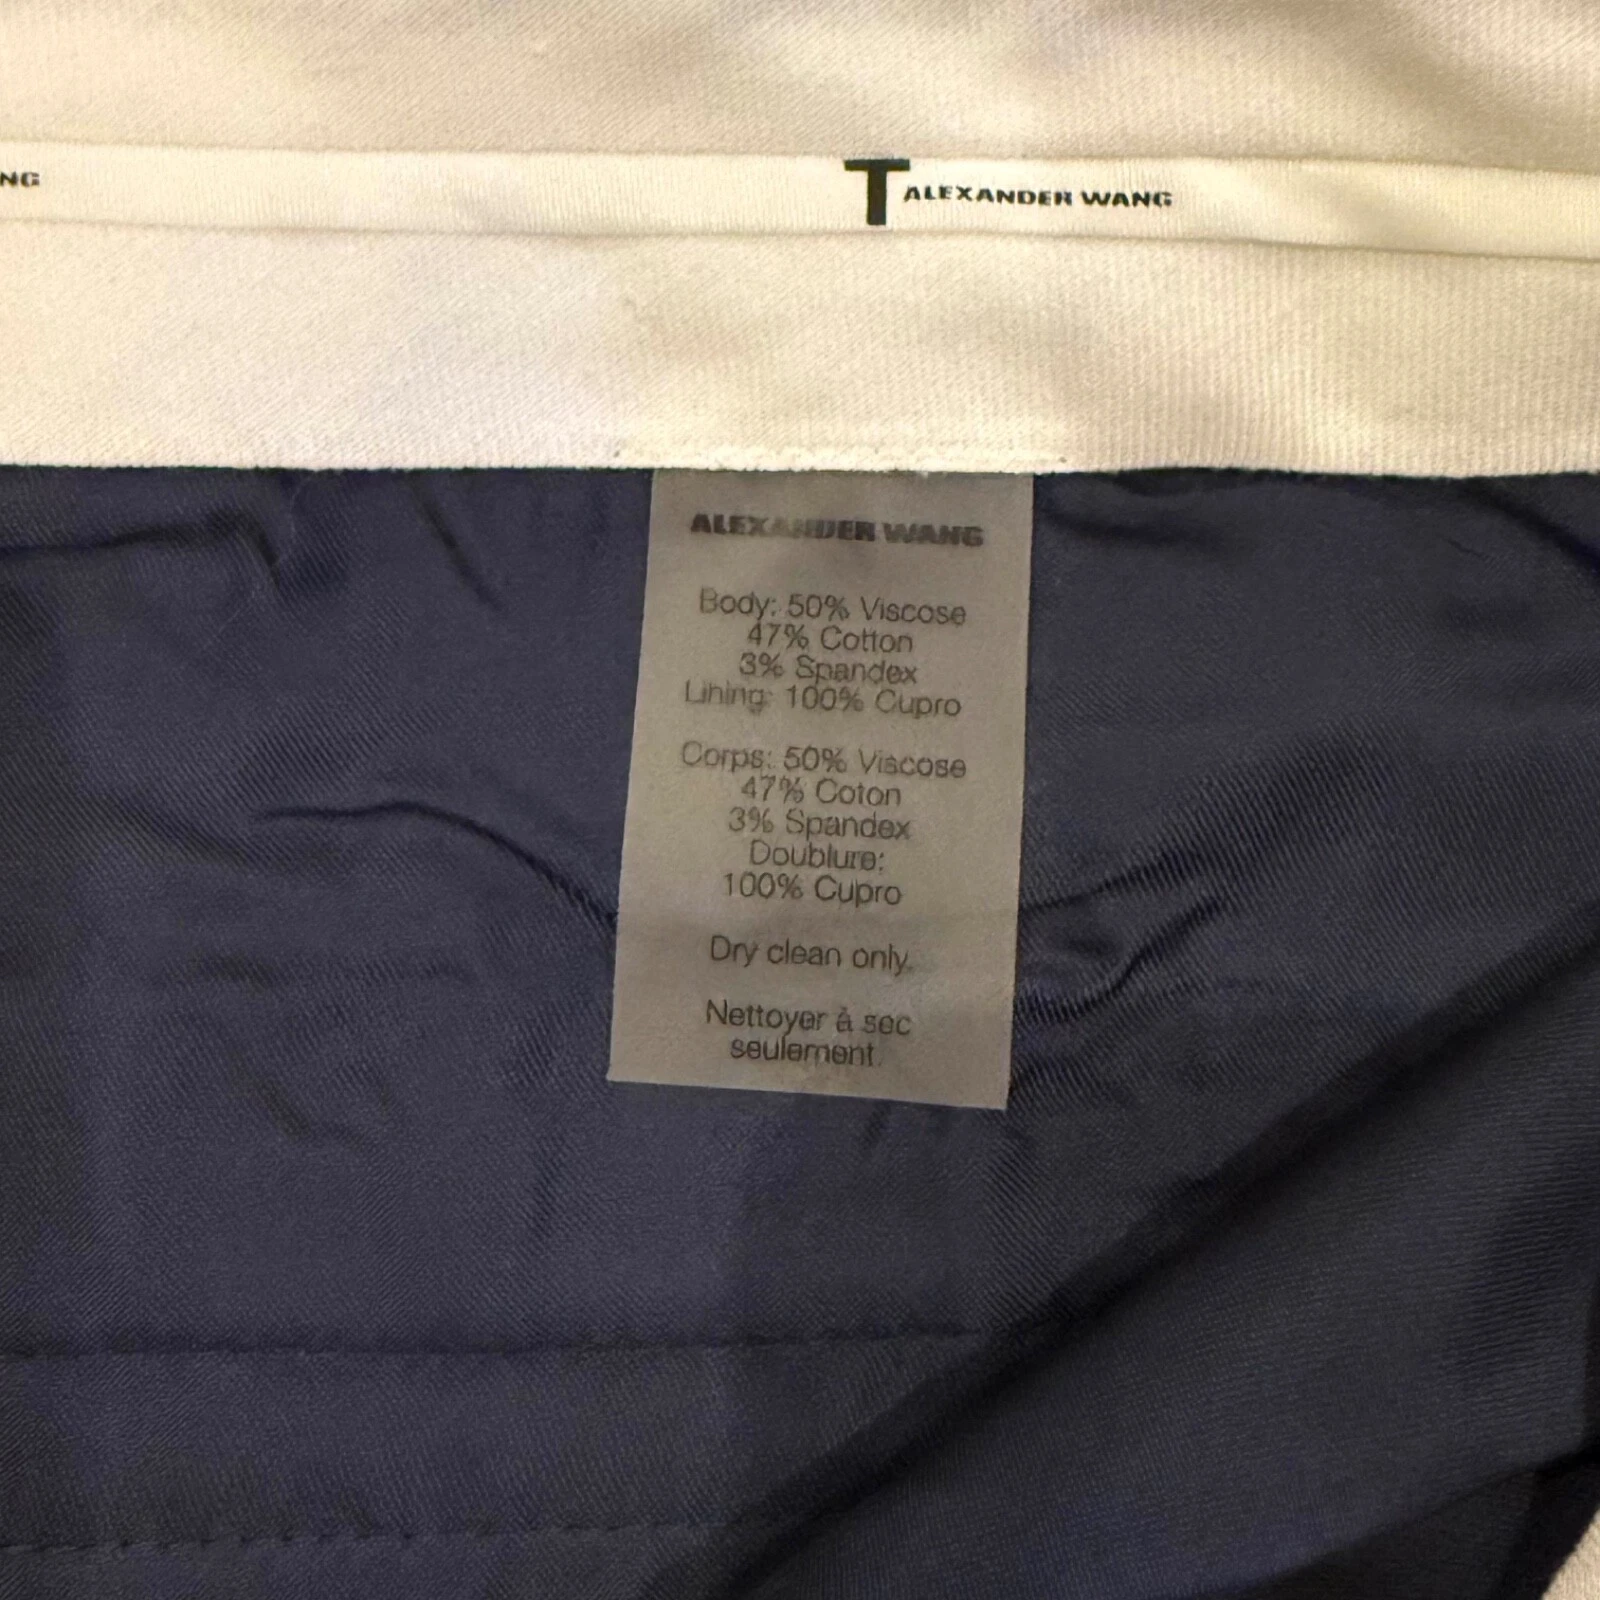 NG
T ALEXANDER WANG
ALEXANDER WANG
Body: 50% Viscose
47% Cotton
3% Spandex
Lining: 100% Cupro
Corps: 50% Viscose
47% Coton
3% Spandex
Doublure:
100% Cupro
Dry clean only.
Nettoyer à sec
seulement.